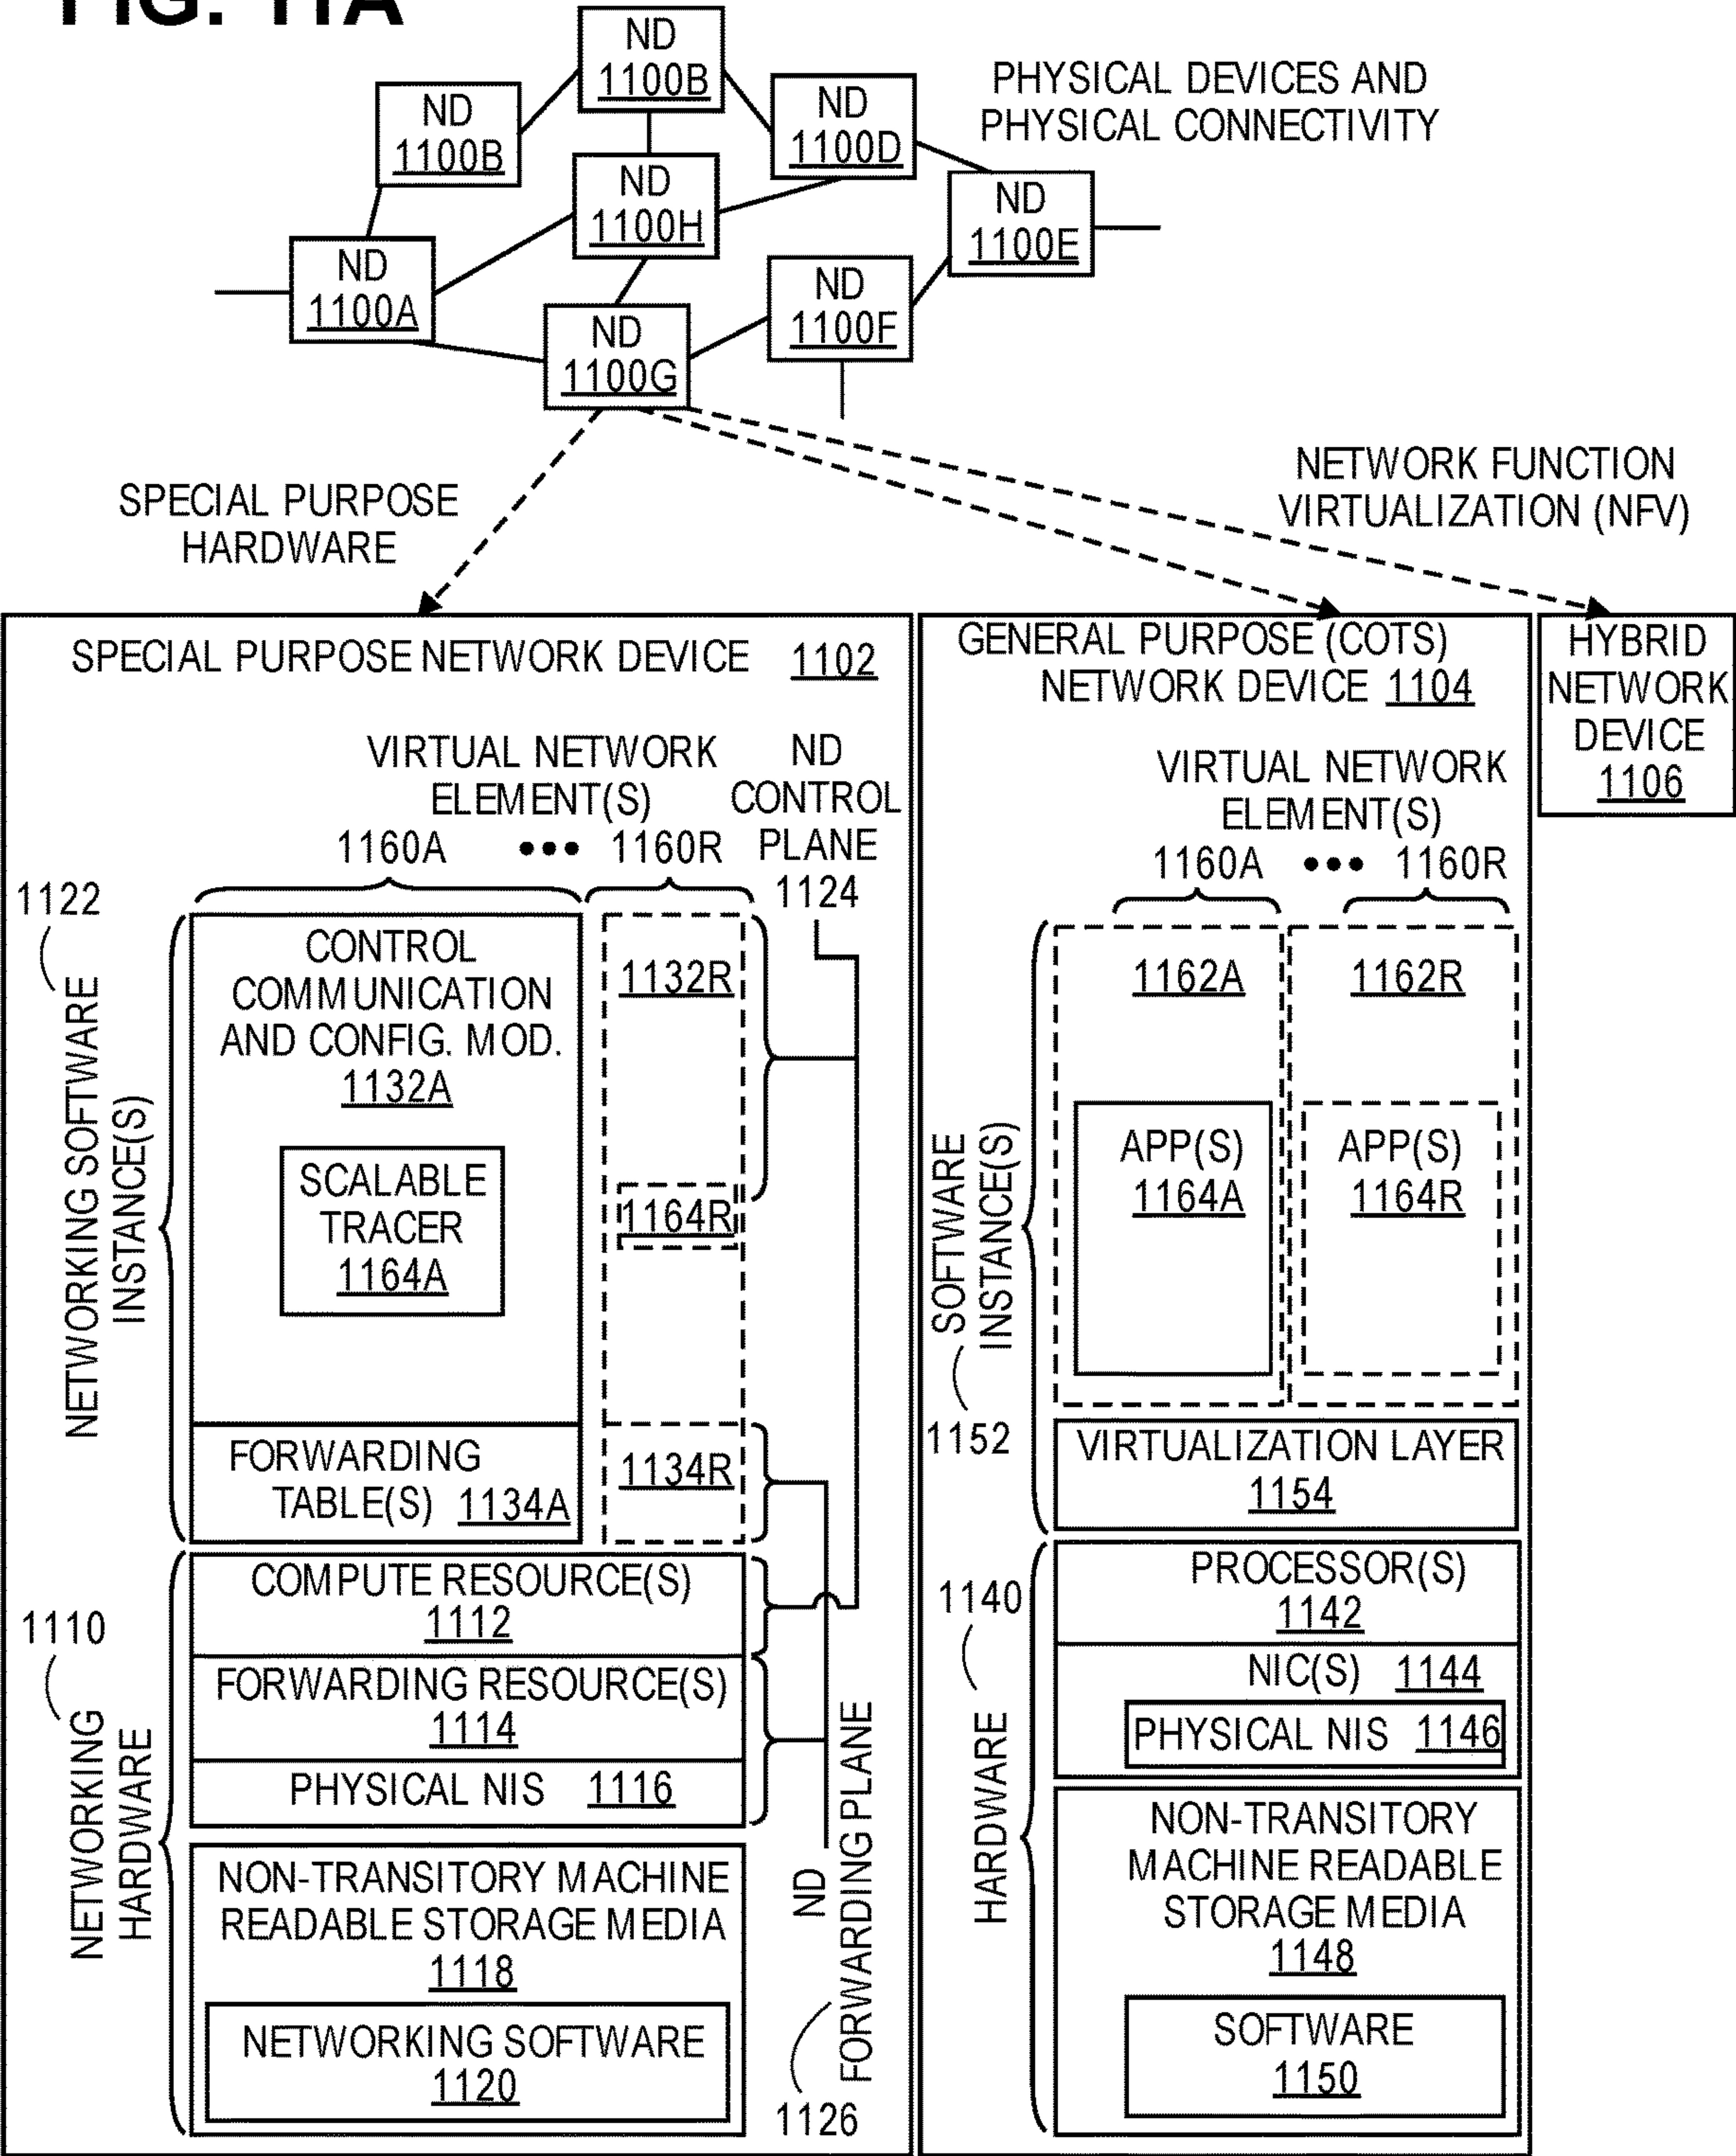 FIG. 11A
ND
1100B
ND
1100B
ND
1100D
PHYSICAL DEVICES AND
PHYSICAL CONNECTIVITY
ND
1100H
ND
1100E
ND
1100A
ND
1100F
ND
1100G
SPECIAL PURPOSE
HARDWARE
NETWORK FUNCTION
VIRTUALIZATION (NFV)
SPECIAL PURPOSE NETWORK DEVICE 1102
VIRTUAL NETWORK
ELEMENT(S)
1160A ••• 1160R
ND
CONTROL
PLANE
1124
1122
NETWORKING SOFTWARE
INSTANCE(S)
CONTROL
COMMUNICATION
AND CONFIG. MOD.
1132A
SCALABLE
TRACER
1164A
1132R
1164R
FORWARDING
TABLE(S) 1134A
1134R
1110
NETWORKING
HARDWARE
COMPUTE RESOURCE(S)
1112
FORWARDING RESOURCE(S)
1114
PHYSICAL NIS 1116
NON-TRANSITORY MACHINE
READABLE STORAGE MEDIA
1118
NETWORKING SOFTWARE
1120
ND
FORWARDING PLANE
1126
GENERAL PURPOSE (COTS)
NETWORK DEVICE 1104
VIRTUAL NETWORK
ELEMENT(S)
1160A ••• 1160R
1162A
1162R
APP(S)
1164A
APP(S)
1164R
SOFTWARE
INSTANCE(S)
1152
VIRTUALIZATION LAYER
1154
1140
HARDWARE
PROCESSOR(S)
1142
NIC(S) 1144
PHYSICAL NIS 1146
NON-TRANSITORY
MACHINE READABLE
STORAGE MEDIA
1148
SOFTWARE
1150
HYBRID
NETWORK
DEVICE
1106